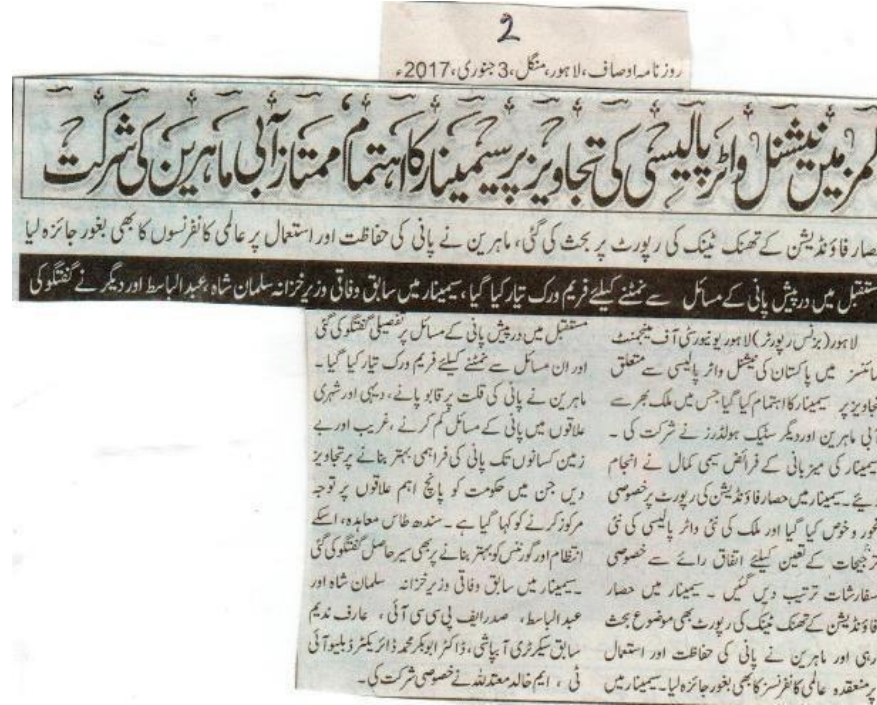 2
روزنامہ اوصاف، لاہور، منگل، 3 جنوری، 2017ء
لمز میں نیشنل واٹر پالیسی کی تجاویز پر سیمینار کا اہتمام، ممتاز آبی ماہرین کی شرکت
حصار فاؤنڈیشن کے تھنک ٹینک کی رپورٹ پر بحث کی گئی، ماہرین نے پانی کی حفاظت اور استعمال پر عالمی کانفرنسوں کا بھی بغور جائزہ لیا
مستقبل میں درپیش پانی کے مسائل سے نمٹنے کیلئے فریم ورک تیار کیا گیا، سیمینار میں سابق وفاقی وزیر خزانہ سلمان شاہ، عبدالباسط اور دیگر نے گفتگو کی
لاہور (بزنس رپورٹر) لاہور یونیورسٹی آف مینجمنٹ
سائنسز میں پاکستان کی نیشنل واٹر پالیسی سے متعلق
تجاویز پر سیمینار کا اہتمام کیا گیا جس میں ملک بھر سے
آبی ماہرین اور دیگر سٹیک ہولڈرز نے شرکت کی ۔
سیمینار کی میزبانی کے فرائض سیمی کمال نے انجام
دیئے ۔ سیمینار میں حصار فاؤنڈیشن کی رپورٹ پر خصوصی
غور و خوص کیا گیا اور ملک کی نئی واٹر پالیسی کی نئی
ترجیحات کے تعین کیلئے اتفاق رائے سے خصوصی
سفارشات ترتیب دیں گئیں ۔ سیمینار میں حصار
فاؤنڈیشن کے تھنک ٹینک کی رپورٹ بھی موضوع بحث
رہی اور ماہرین نے پانی کی حفاظت اور استعمال
پر منعقدہ عالمی کانفرنسز کا بھی بغور جائزہ لیا۔ سیمینار میں
مستقبل میں درپیش پانی کے مسائل پر تفصیلی گفتگو کی گئی
اور ان مسائل سے نمٹنے کیلئے فریم ورک تیار کیا گیا ۔
ماہرین نے پانی کی قلت پر قابو پانے، دیہی اور شہری
علاقوں میں پانی کے مسائل کم کرنے ، غریب اور بے
زمین کسانوں تک پانی کی فراہمی بہتر بنانے پر تجاویز
دیں جن میں حکومت کو پانچ اہم علاقوں پر توجہ
مرکوز کرنے کو کہا گیا ہے ۔ سندھ طاس معاہدہ، اسکے
انتظام اور گورننس کو بہتر بنانے پر بھی سیر حاصل گفتگو کی گئی
۔ سیمینار میں سابق وفاقی وزیر خزانہ سلمان شاہ اور
عبدالباسط، صدر ایف پی سی سی آئی ، عارف ندیم
سابق سیکرٹری آبپاشی، ڈاکٹر ابوبکر محمد ڈائریکٹر ڈبلیو آئی
ٹی ، ایم خالد معتدللہ نے خصوصی شرکت کی ۔